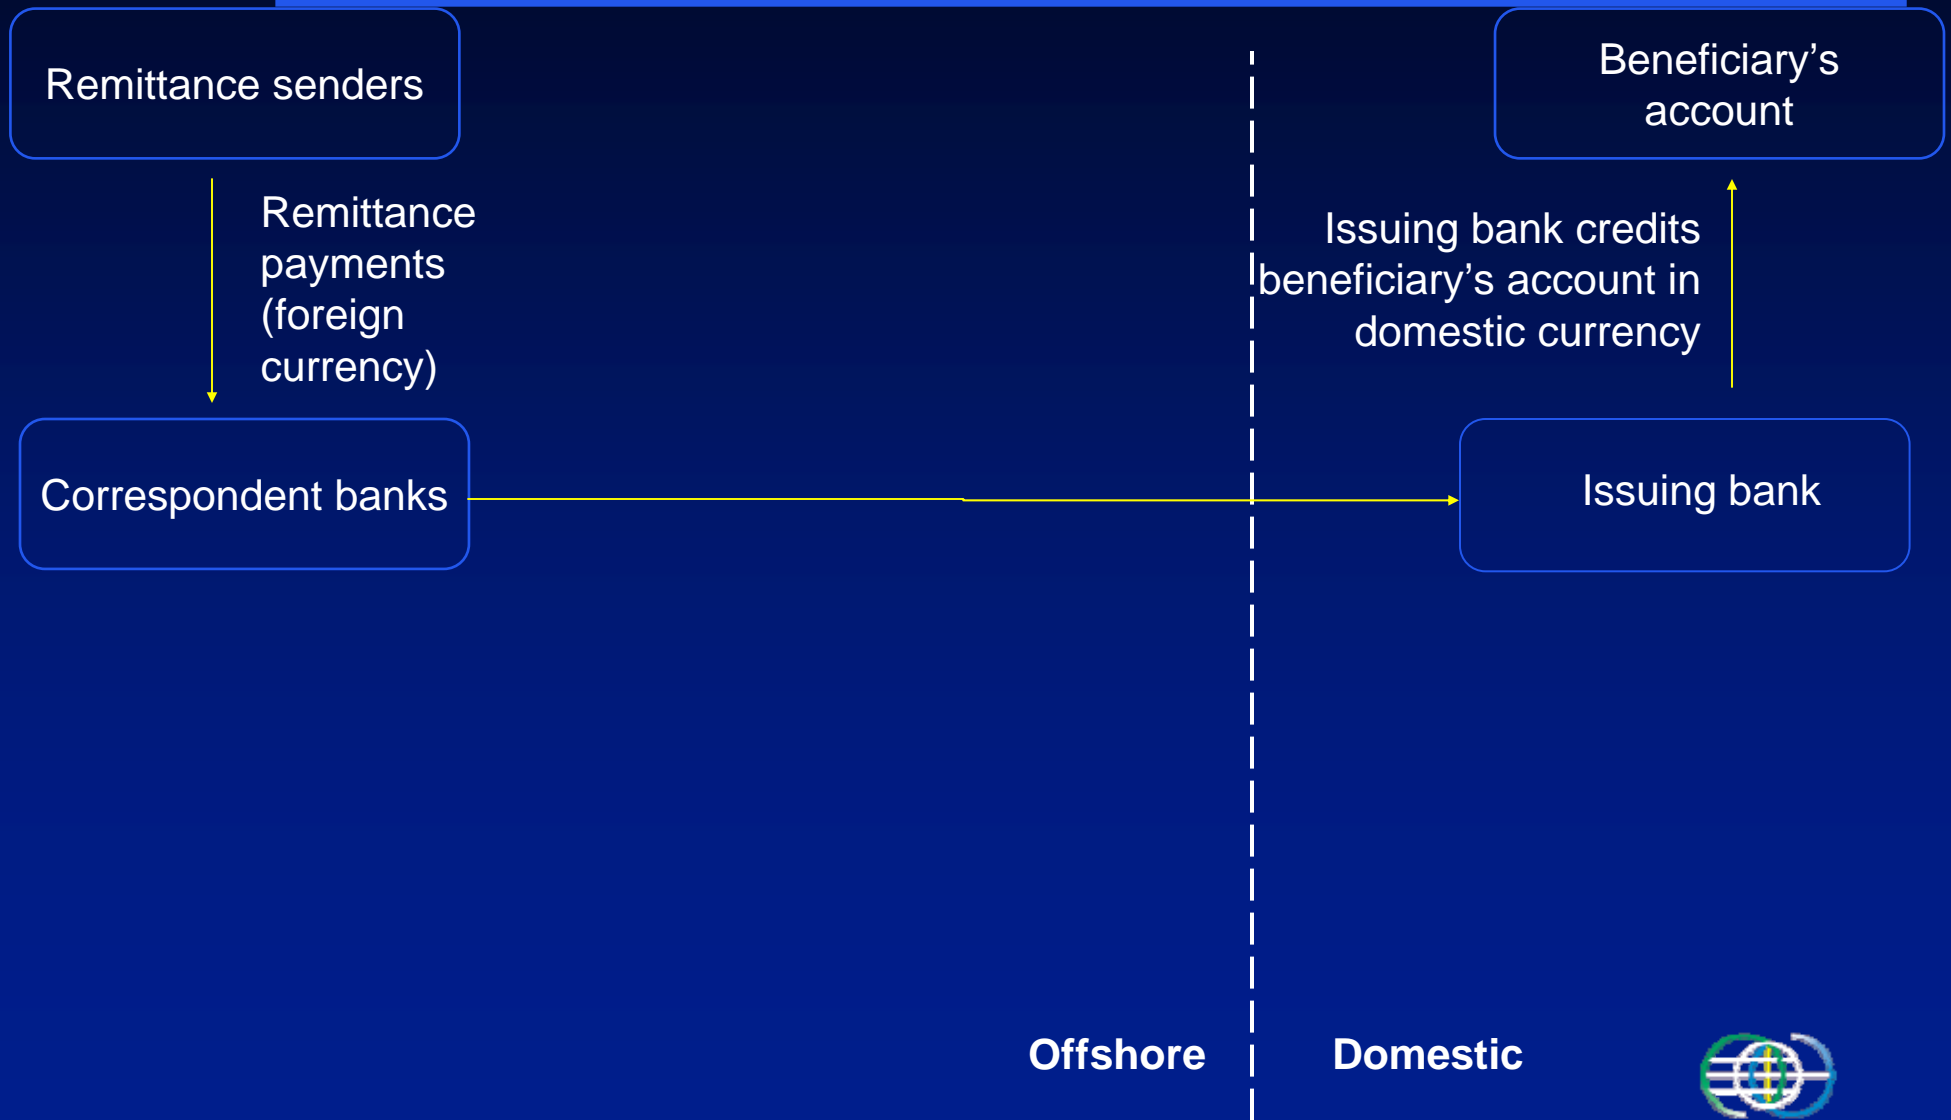 Remittance senders
Beneficiary’s
account
Remittance
payments
(foreign
currency)
Issuing bank credits
beneficiary’s account in
domestic currency
Correspondent banks
Issuing bank
Offshore
Domestic